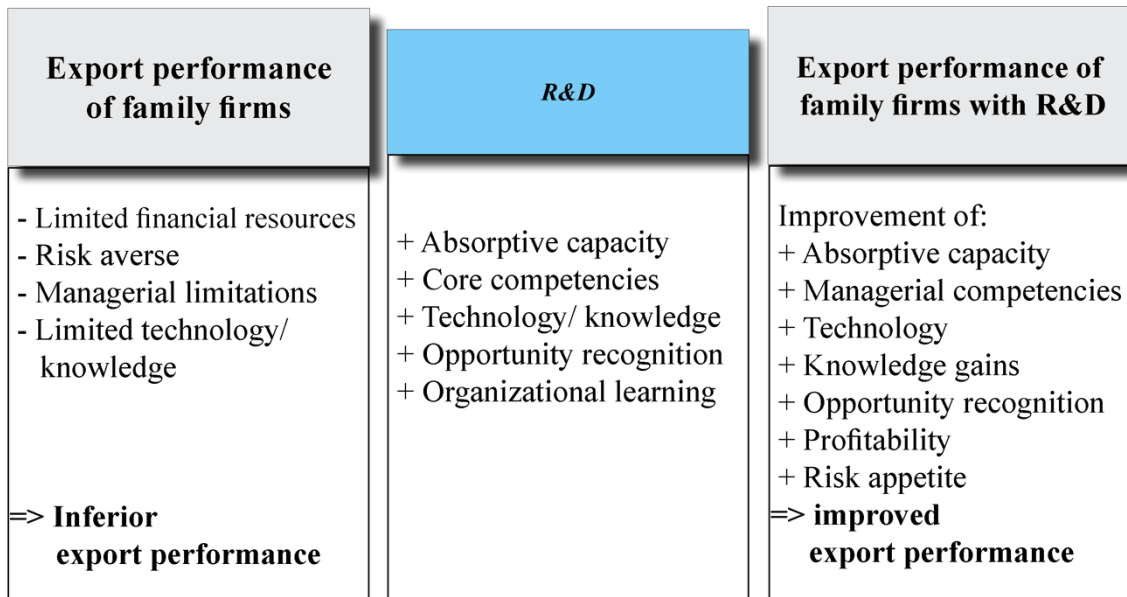 Export performance
of family firms
- Limited financial resources
- Risk averse
- Managerial limitations
- Limited technology/
knowledge
=> Inferior
export performance
R&D
+ Absorptive capacity
+ Core competencies
+ Technology/ knowledge
+ Opportunity recognition
+ Organizational learning
Export performance of
family firms with R&D
Improvement of:
+ Absorptive capacity
+ Managerial competencies
+ Technology
+ Knowledge gains
+ Opportunity recognition
+ Profitability
+ Risk appetite
=> improved
export performance